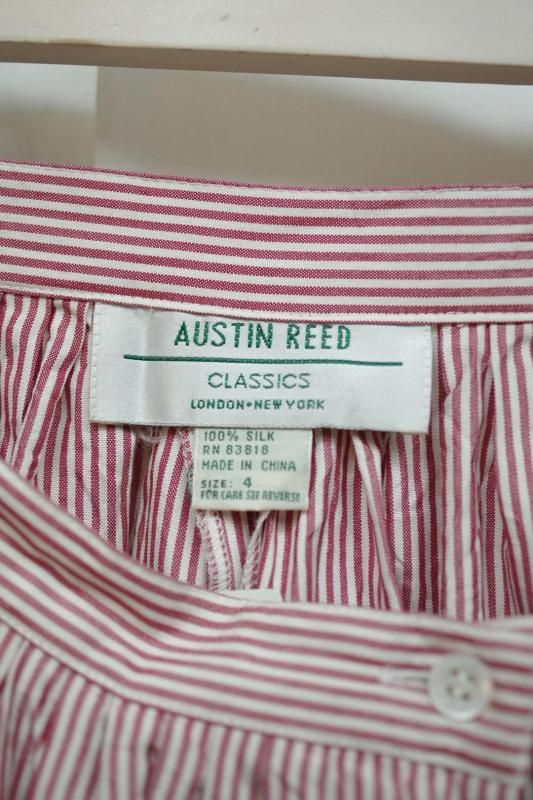 AUSTIN REED
CLASSICS
LONDON•NEW YORK
100% SILK
RN 83818
MADE IN CHINA
SIZE: 4
FOR CARE SEE REVERSE